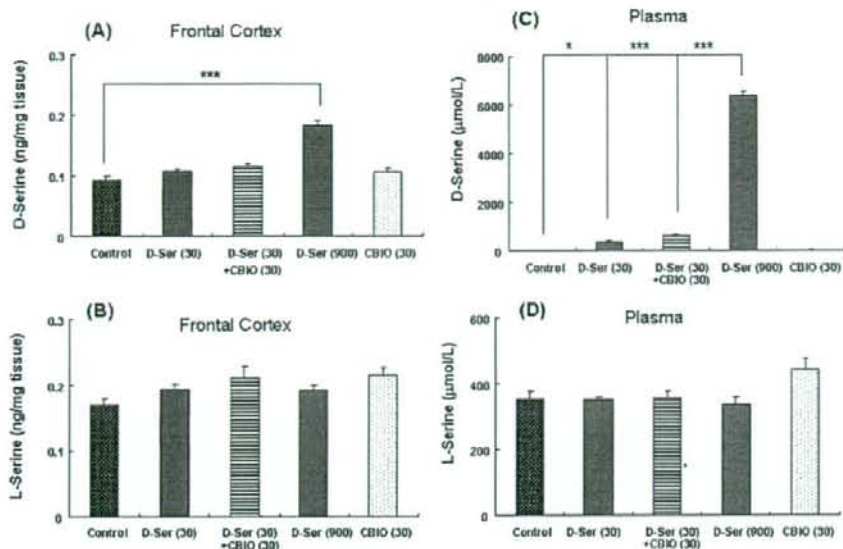 (A)
Frontal Cortex
D-Serine (ng/mg tissue)
0.3
0.2
0.1
0
***
Control D-Ser (30) D-Ser (30) D-Ser (900) CBIO (30)
+CBIO (30)
(C)
Plasma
D-Serine (μmol/L)
8000
6000
4000
2000
0
* *** ***
Control D-Ser (30) D-Ser (30) D-Ser (900) CBIO (30)
+CBIO (30)
(B)
Frontal Cortex
L-Serine (ng/mg tissue)
0.3
0.2
0.1
0
Control D-Ser (30) D-Ser (30) D-Ser (900) CBIO (30)
+CBIO (30)
(D)
Plasma
L-Serine (μmol/L)
600
400
200
0
Control D-Ser (30) D-Ser (30) D-Ser (900) CBIO (30)
+CBIO (30)